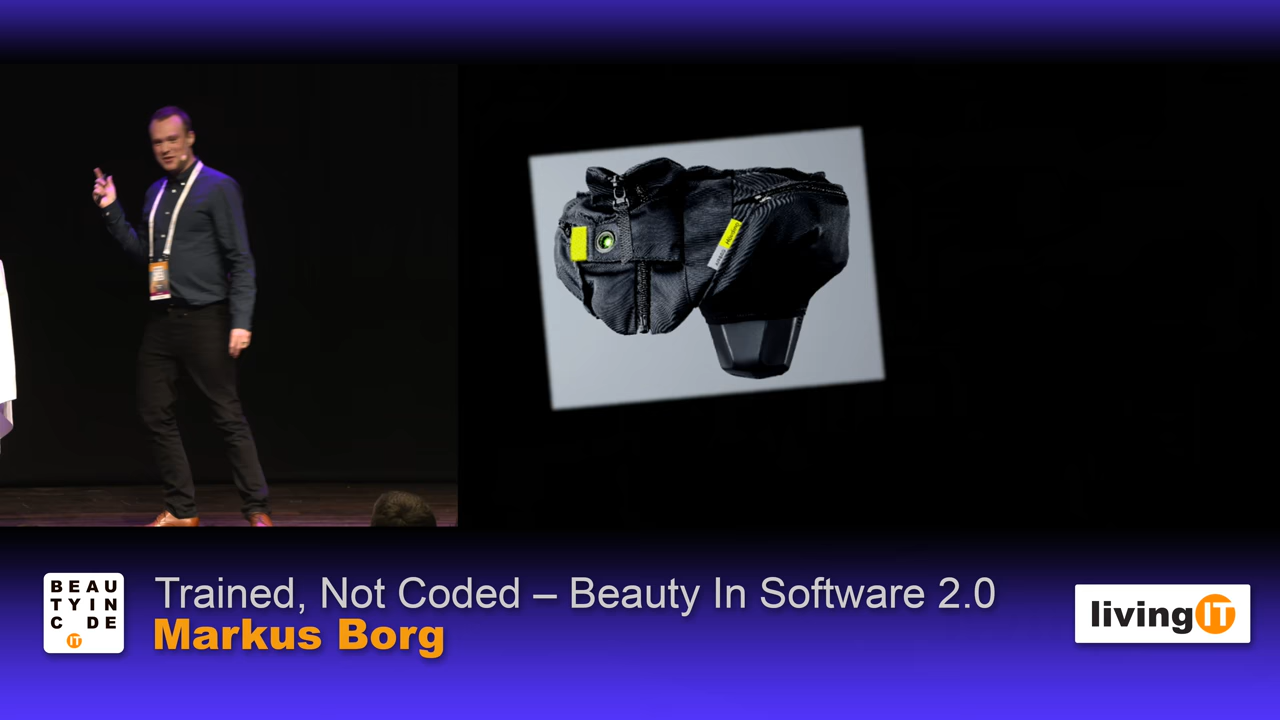 BEAU
TYIN
C DE
IT
Trained, Not Coded – Beauty In Software 2.0
Markus Borg
livingIT